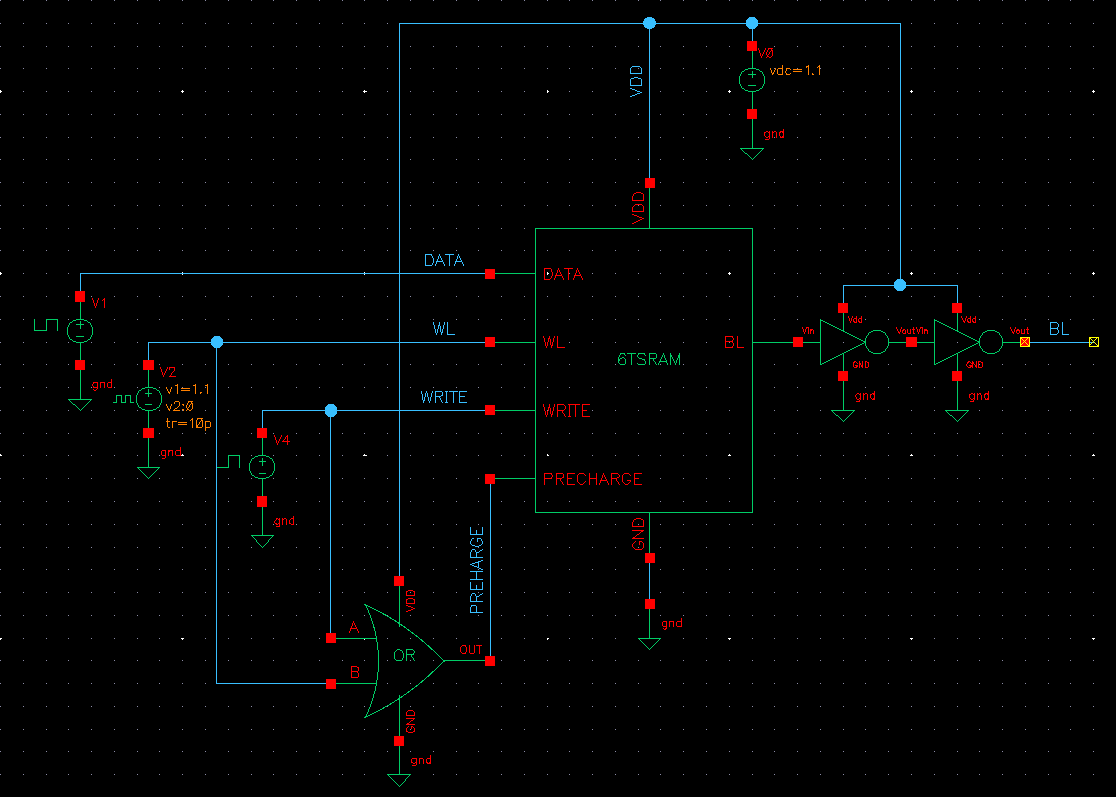 V0
vdc=1.1
VDD
gnd
VDD
DATA
DATA
V1
gnd
WL
WL
6TSRAM
BL
Vin
Vdd
Vout
Vin
Vdd
Vout
BL
GND
GND
gnd
gnd
V2
v1=1.1
v2:0
tr=10p
gnd
WRITE
WRITE
V4
gnd
PRECHARGE
PREHARGE
GND
gnd
VDD
A
OR
OUT
B
GND
gnd